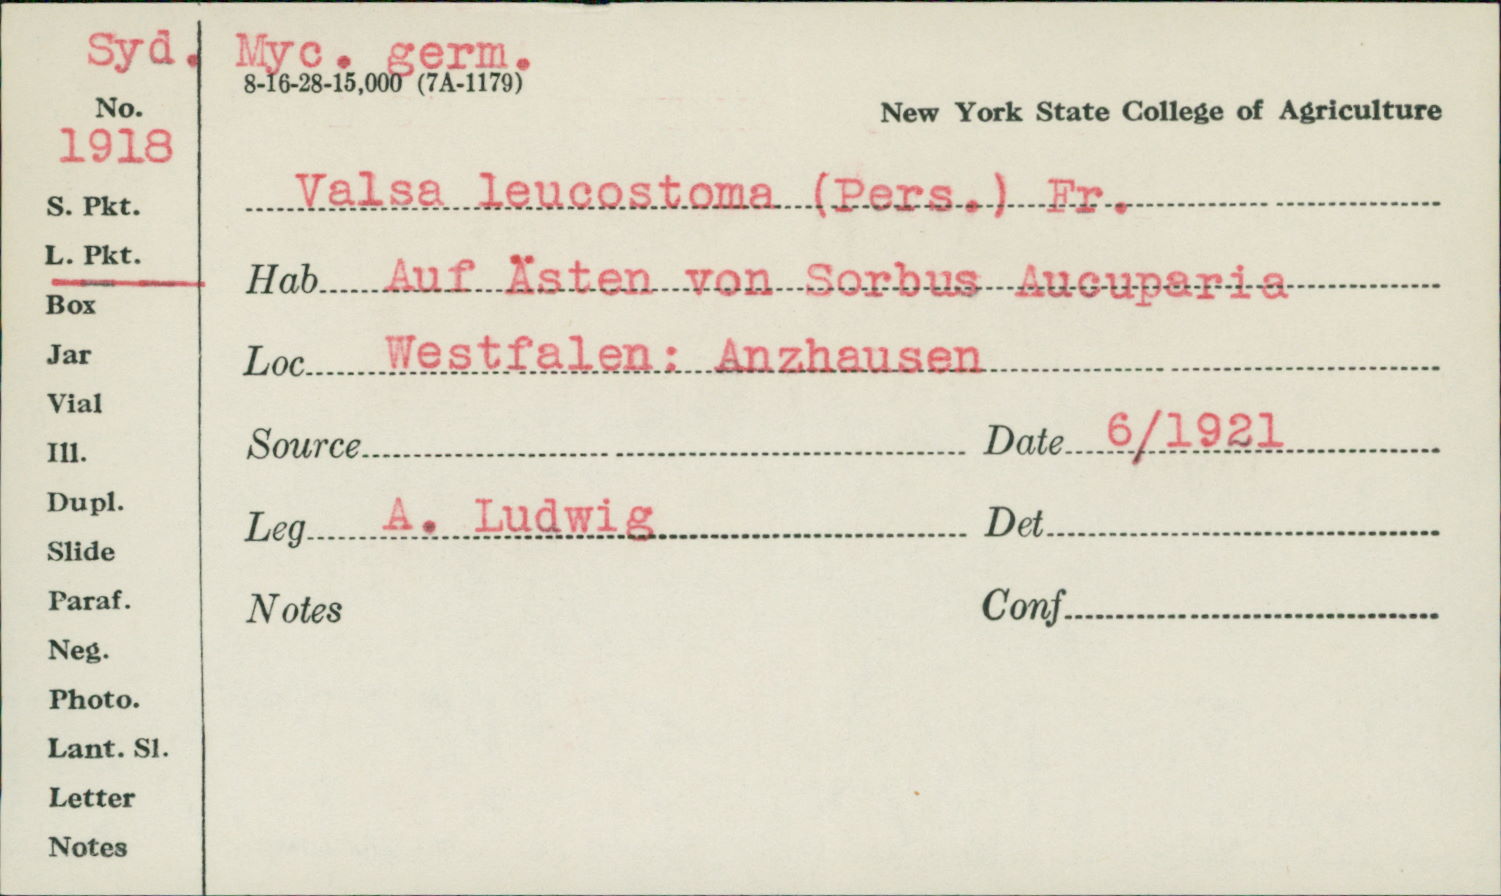 Syd. Myc. germ.
8-16-28-15,000 (7A-1179)
New York State College of Agriculture
No.
1918
S. Pkt.
L. Pkt.
Box
Jar
Vial
Ill.
Dupl.
Slide
Paraf.
Neg.
Photo.
Lant. Sl.
Letter
Notes
Valsa leucostoma (Pers.) Fr.
Hab. Auf Ästen von Sorbus Aucuparia
Loc. Westfalen: Anzhausen
Source Date 6/1921
Leg. A. Ludwig Det.
Notes Conf.